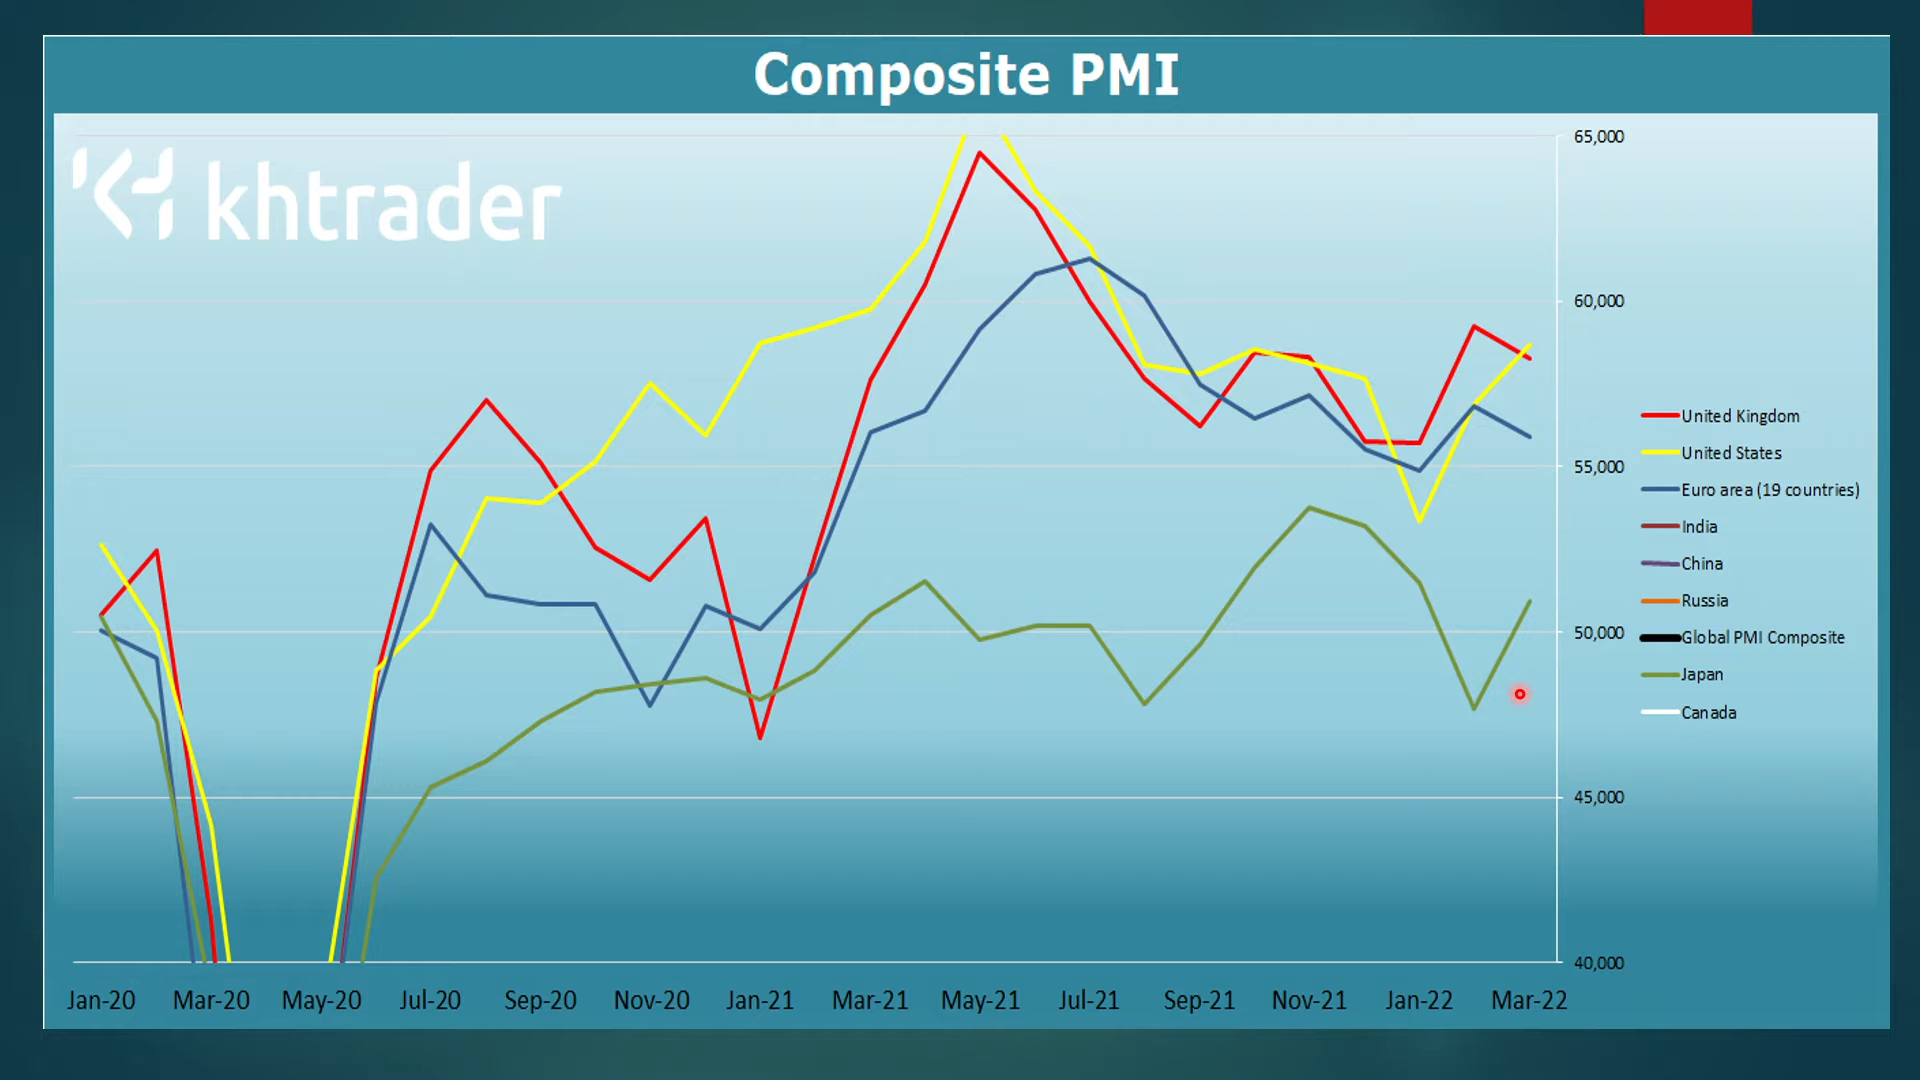 Composite PMI
khtrader
65,000
60,000
55,000
50,000
45,000
40,000
Jan-20 Mar-20 May-20 Jul-20 Sep-20 Nov-20 Jan-21 Mar-21 May-21 Jul-21 Sep-21 Nov-21 Jan-22 Mar-22
United Kingdom
United States
Euro area (19 countries)
India
China
Russia
Global PMI Composite
Japan
Canada